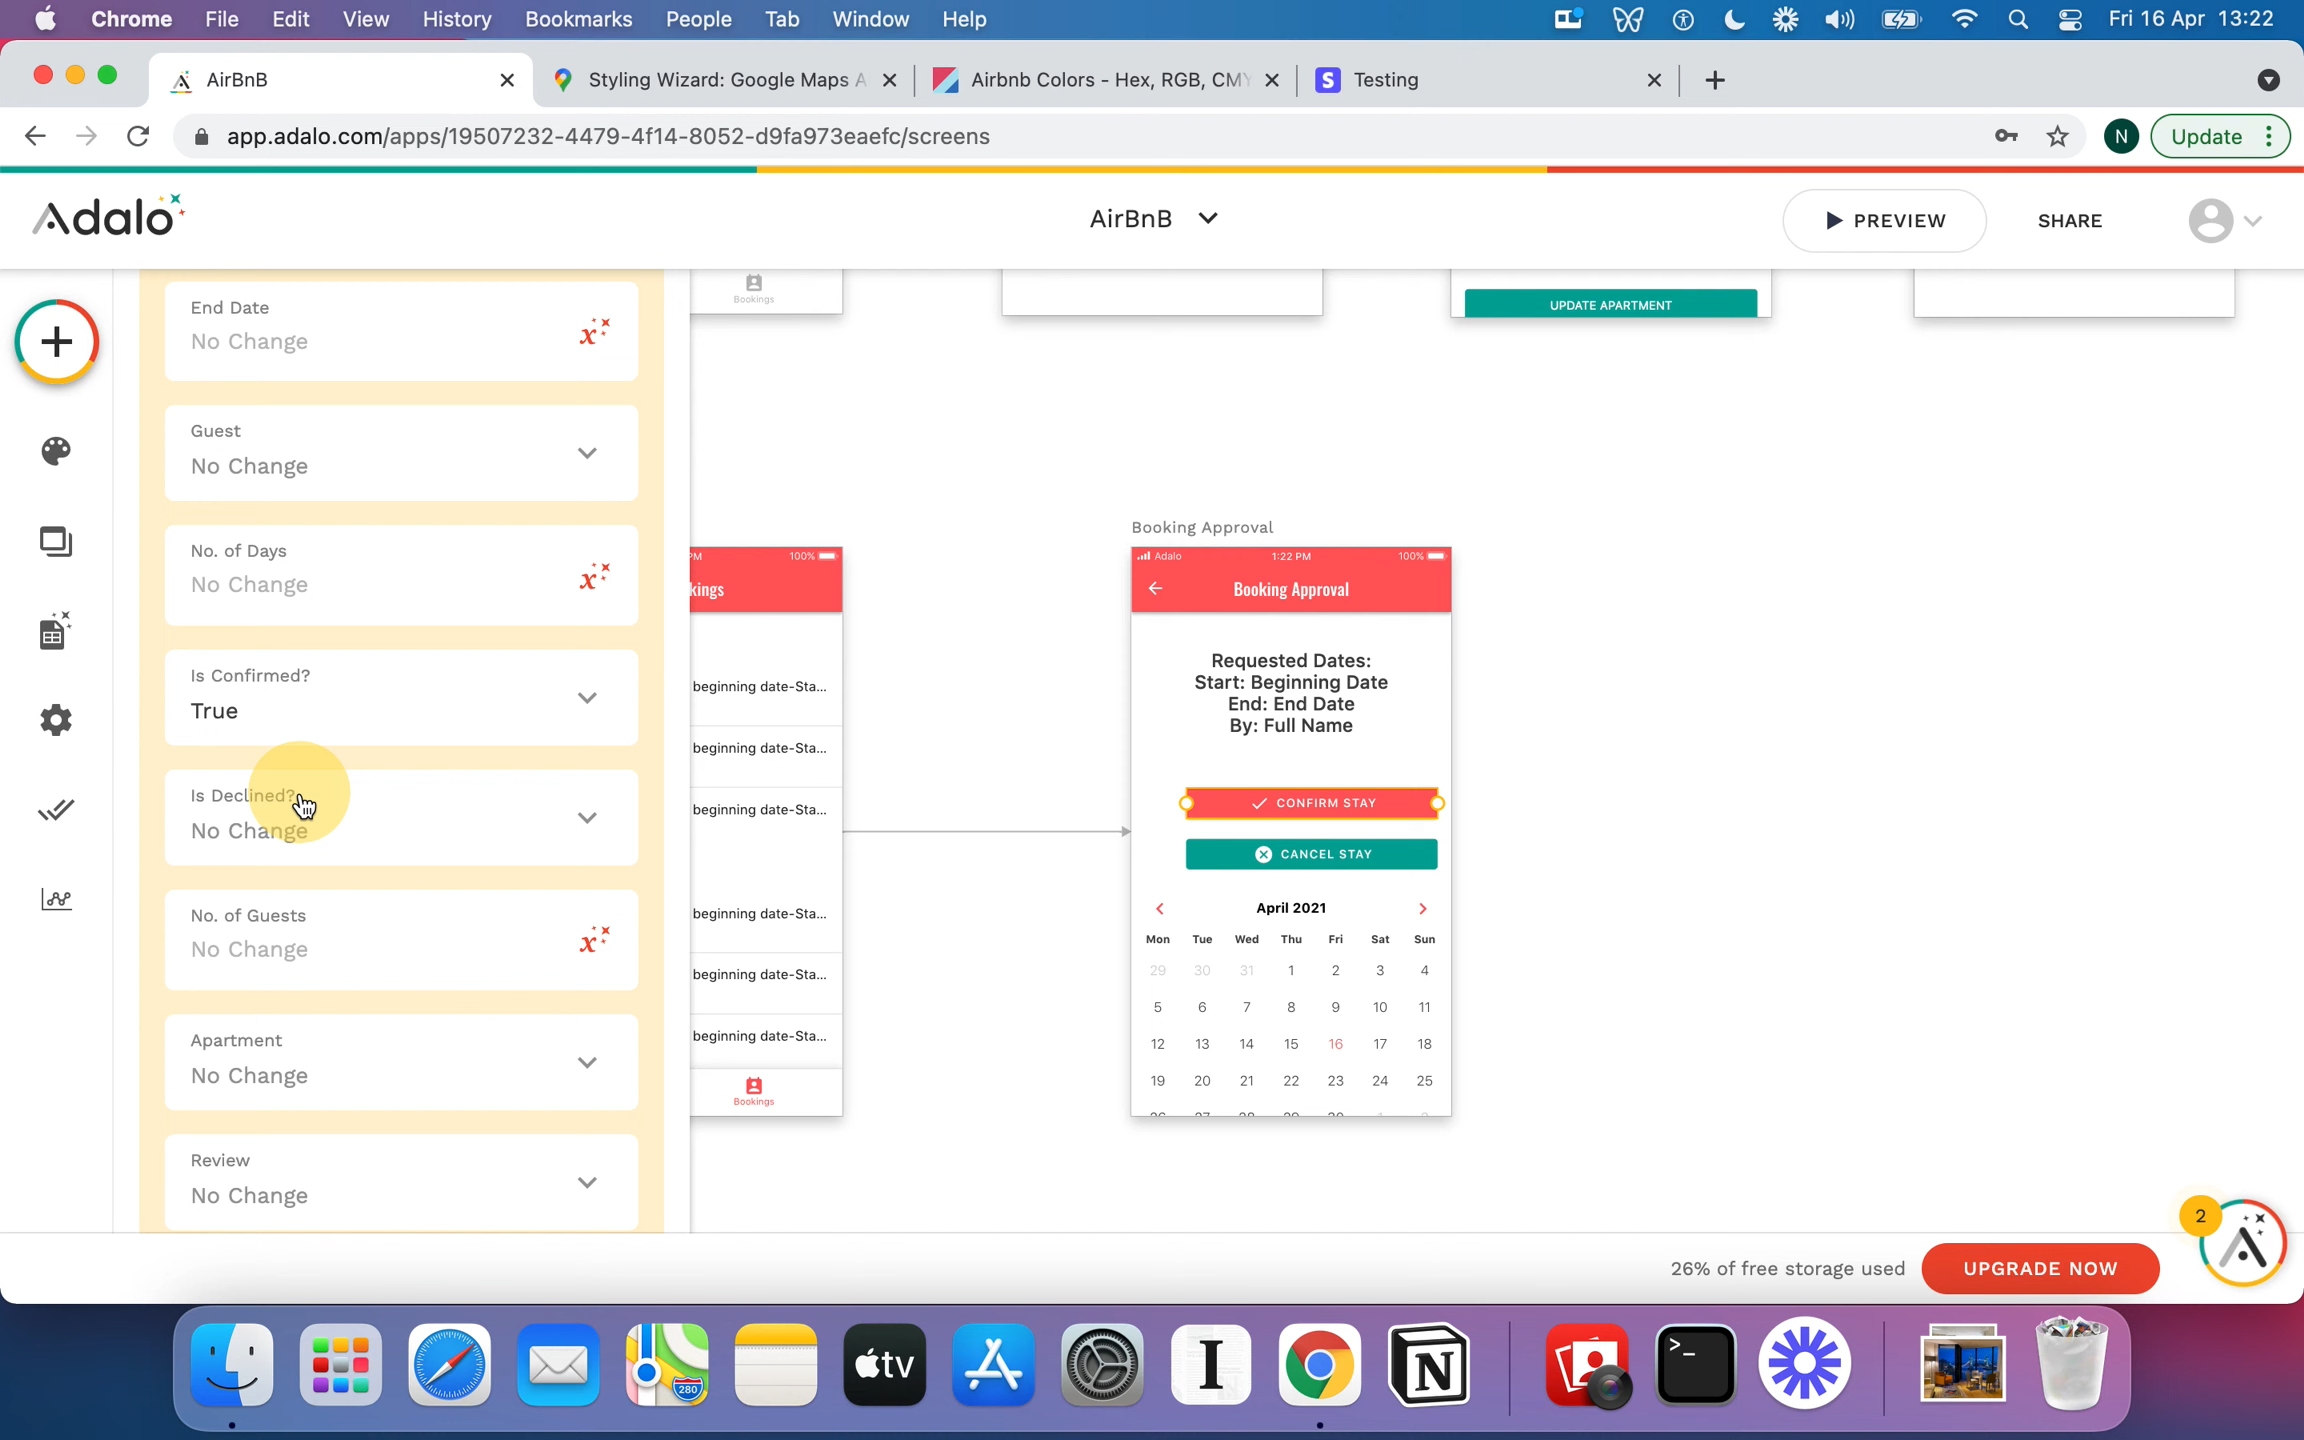 Chrome File Edit View History Bookmarks People Tab Window Help Fri 16 Apr 13:22
AirBnB Styling Wizard: Google Maps A Airbnb Colors - Hex, RGB, CMY S Testing
app.adalo.com/apps/19507232-4479-4f14-8052-d9fa973eaefc/screens N Update
Adalo AirBnB PREVIEW SHARE
End Date
No Change
Guest
No Change
No. of Days
No Change
Is Confirmed?
True
Is Declined?
No Change
No. of Guests
No Change
Apartment
No Change
Review
No Change
Bookings
UPDATE APARTMENT
PM 100%
kings
beginning date-Sta...
beginning date-Sta...
beginning date-Sta...
beginning date-Sta...
beginning date-Sta...
beginning date-Sta...
Bookings
Booking Approval
Adalo 1:22 PM 100%
Booking Approval
Requested Dates:
Start: Beginning Date
End: End Date
By: Full Name
CONFIRM STAY
CANCEL STAY
April 2021
Mon Tue Wed Thu Fri Sat Sun
29 30 31 1 2 3 4
5 6 7 8 9 10 11
12 13 14 15 16 17 18
19 20 21 22 23 24 25
2
26% of free storage used UPGRADE NOW
tv 280 I N >_